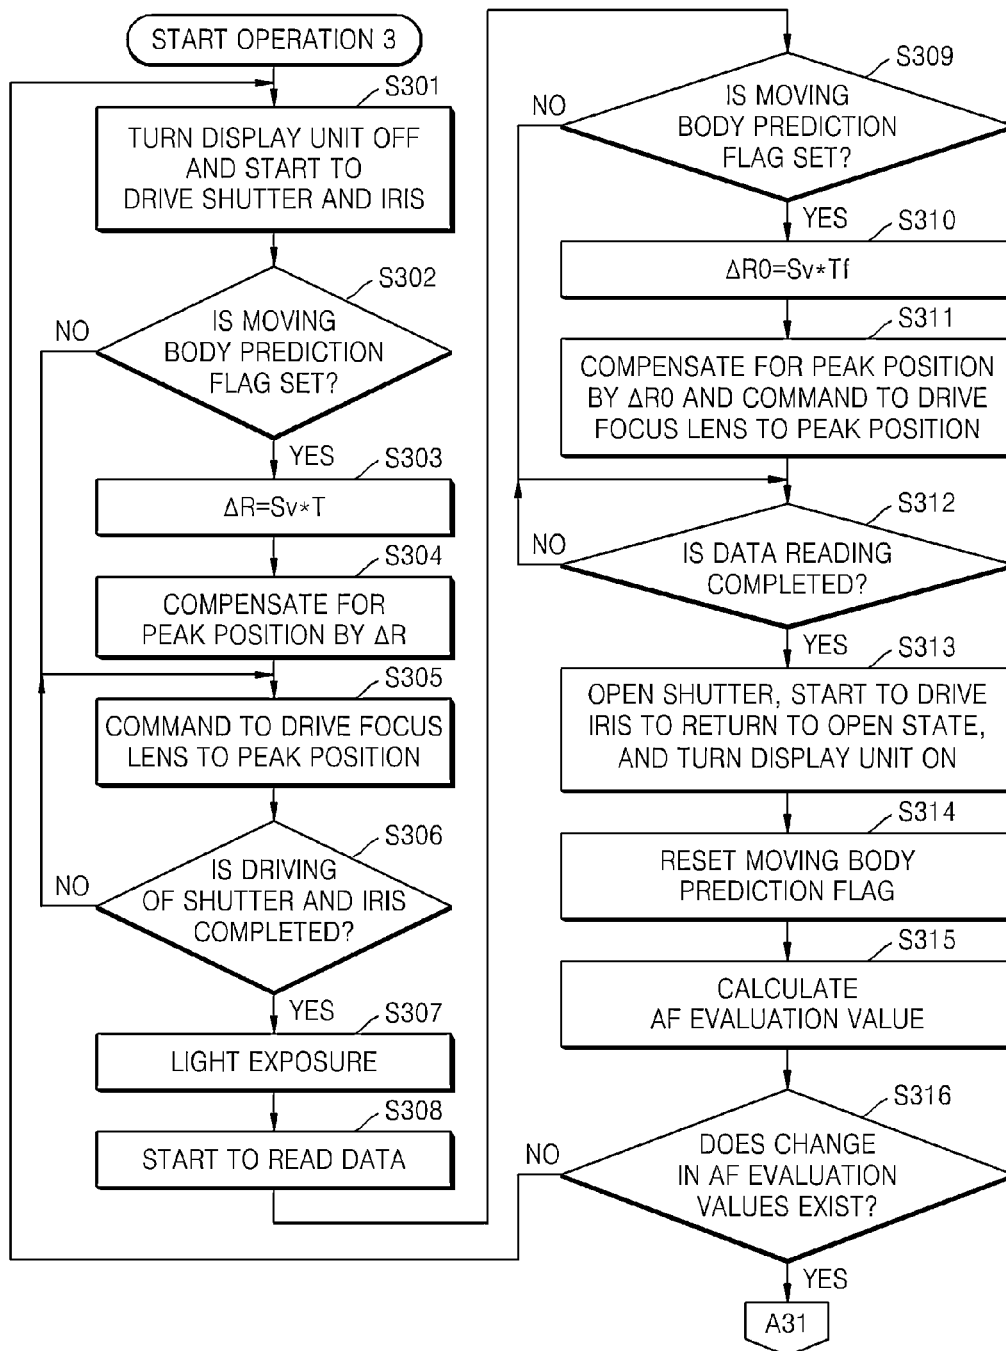 START OPERATION 3
S301
TURN DISPLAY UNIT OFF
AND START TO
DRIVE SHUTTER AND IRIS
S302
NO
IS MOVING
BODY PREDICTION
FLAG SET?
YES
S303
ΔR=Sv*T
S304
COMPENSATE FOR
PEAK POSITION BY ΔR
S305
COMMAND TO DRIVE FOCUS
LENS TO PEAK POSITION
S306
NO
IS DRIVING
OF SHUTTER AND IRIS
COMPLETED?
YES
S307
LIGHT EXPOSURE
S308
START TO READ DATA
S309
NO
IS MOVING
BODY PREDICTION
FLAG SET?
YES
S310
ΔR0=Sv*Tf
S311
COMPENSATE FOR PEAK POSITION
BY ΔR0 AND COMMAND TO DRIVE
FOCUS LENS TO PEAK POSITION
S312
NO
IS DATA READING
COMPLETED?
YES
S313
OPEN SHUTTER, START TO DRIVE
IRIS TO RETURN TO OPEN STATE,
AND TURN DISPLAY UNIT ON
S314
RESET MOVING BODY
PREDICTION FLAG
S315
CALCULATE
AF EVALUATION VALUE
S316
NO
DOES CHANGE
IN AF EVALUATION
VALUES EXIST?
YES
A31